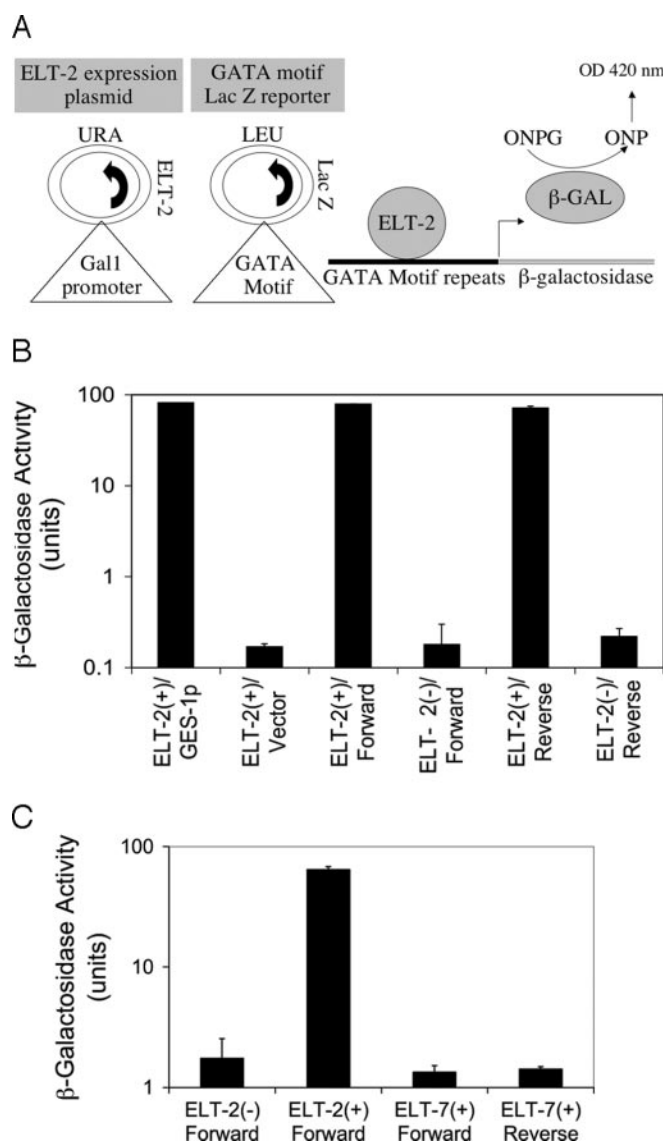 A
ELT-2 expression
plasmid
GATA motif
Lac Z reporter
URA
ELT-2
Gal1
promoter
LEU
Lac Z
GATA
Motif
OD 420 nm
ONPG
ONP
β-GAL
ELT-2
GATA Motif repeats
β-galactosidase
B
β-Galactosidase Activity
(units)
100
10
1
0.1
ELT-2(+)/
GES-1p
ELT-2(+)/
Vector
ELT-2(+)/
Forward
ELT- 2(-)/
Forward
ELT-2(+)/
Reverse
ELT-2(-)/
Reverse
C
β-Galactosidase Activity
(units)
100
10
1
ELT-2(-)
Forward
ELT-2(+)
Forward
ELT-7(+)
Forward
ELT-7(+)
Reverse